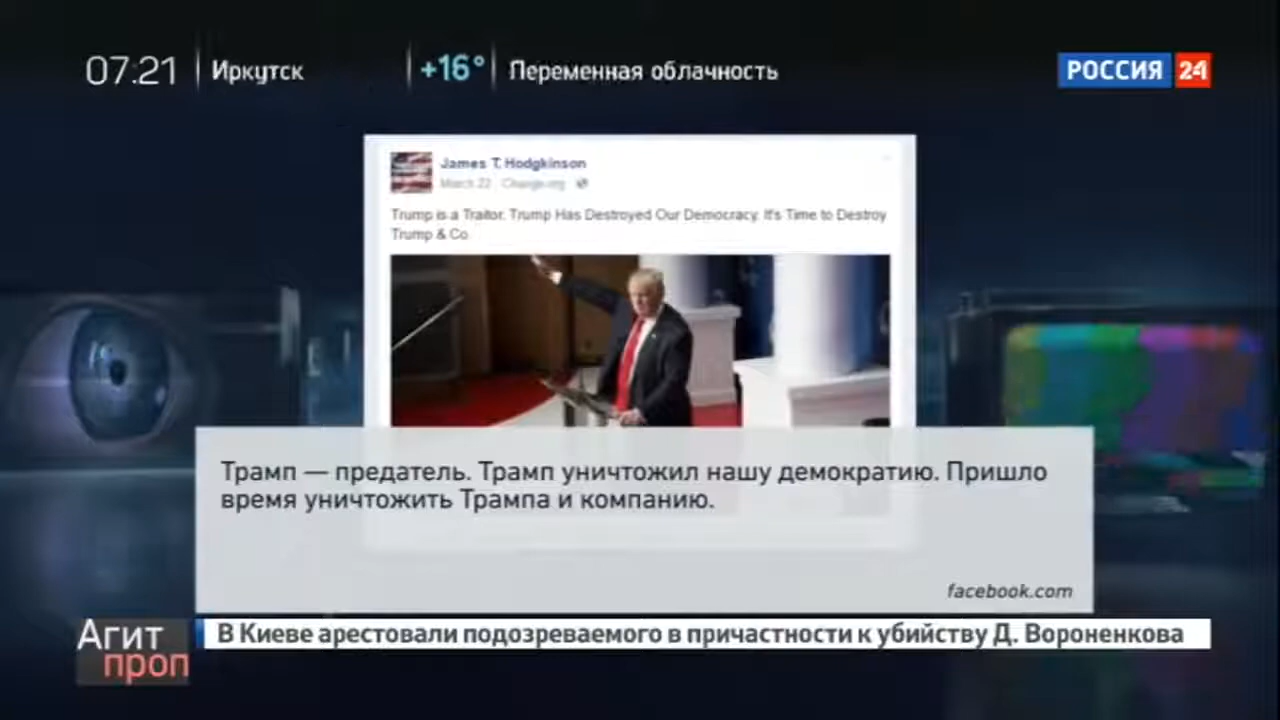 07.21
Иркутск
+16°
Переменная облачность
РОССИЯ 24
James T. Hodgkinson
March 22 · Change.org
Trump is a Traitor. Trump Has Destroyed Our Democracy. It's Time to Destroy
Trump & Co.
Трамп — предатель. Трамп уничтожил нашу демократию. Пришло
время уничтожить Трампа и компанию.
facebook.com
Агит
проп
В Киеве арестовали подозреваемого в причастности к убийству Д. Вороненкова